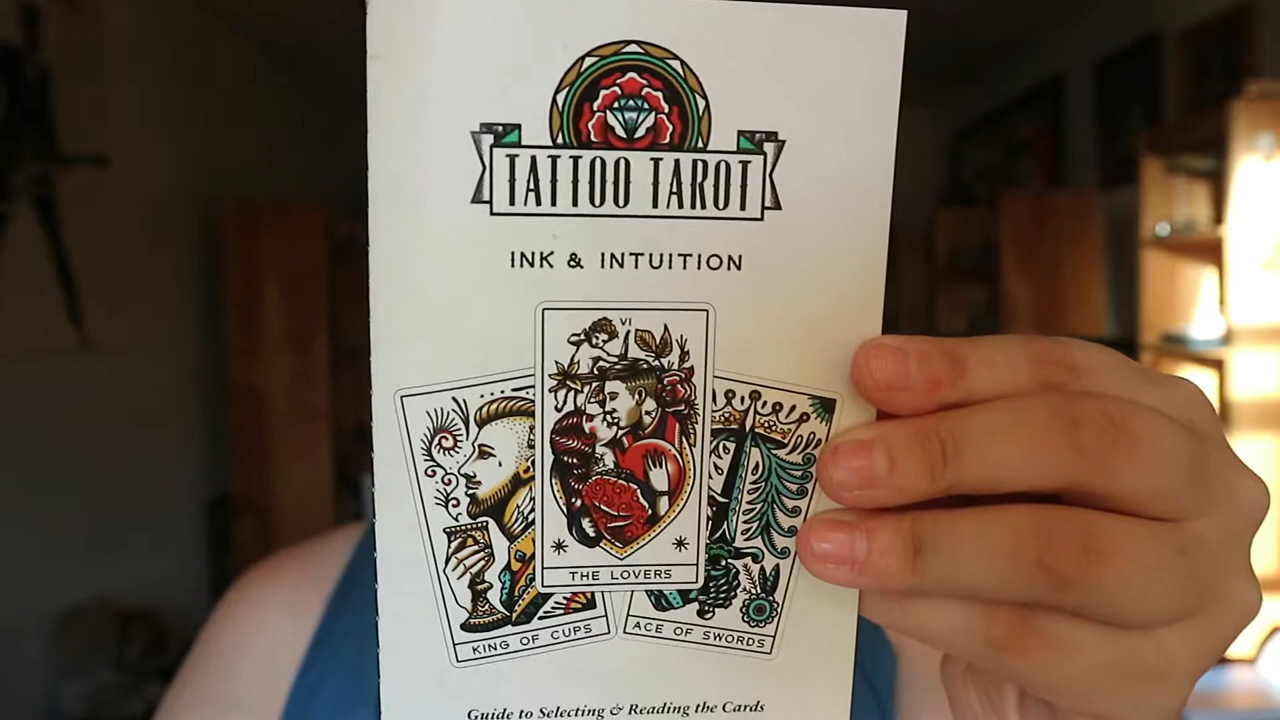 TATTOO TAROT
INK & INTUITION
VI
THE LOVERS
KING OF CUPS
ACE OF SWORDS
Guide to Selecting & Reading the Cards